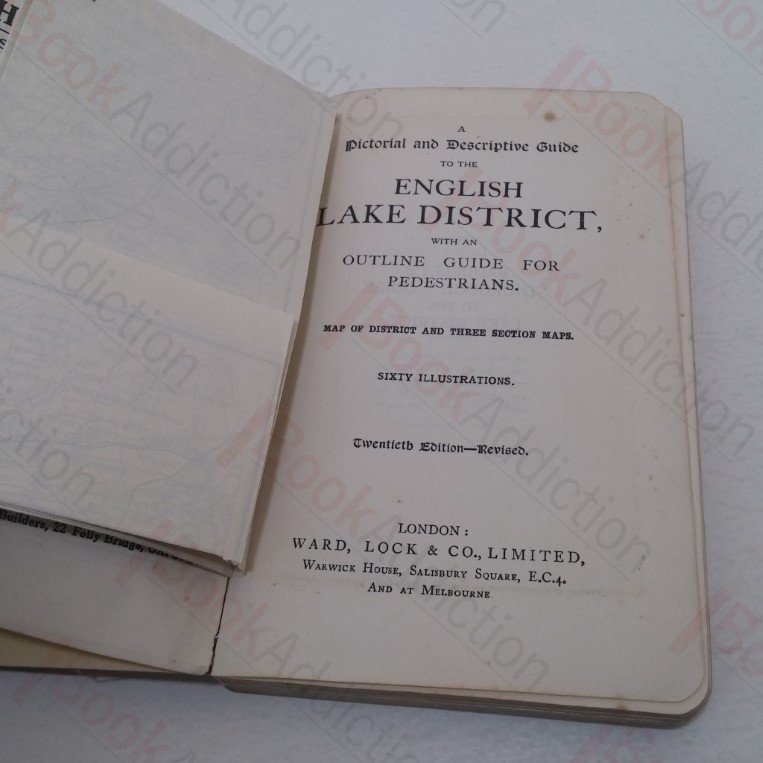 H
Builders, 22 Folly Bridge,
A
Pictorial and Descriptive Guide
TO THE
ENGLISH
LAKE DISTRICT,
WITH AN
OUTLINE GUIDE FOR
PEDESTRIANS.
MAP OF DISTRICT AND THREE SECTION MAPS.
SIXTY ILLUSTRATIONS.
Twentieth Edition—Revised.
LONDON:
WARD, LOCK & CO., LIMITED,
WARWICK HOUSE, SALISBURY SQUARE, E.C.4.
AND AT MELBOURNE
BookAddiction